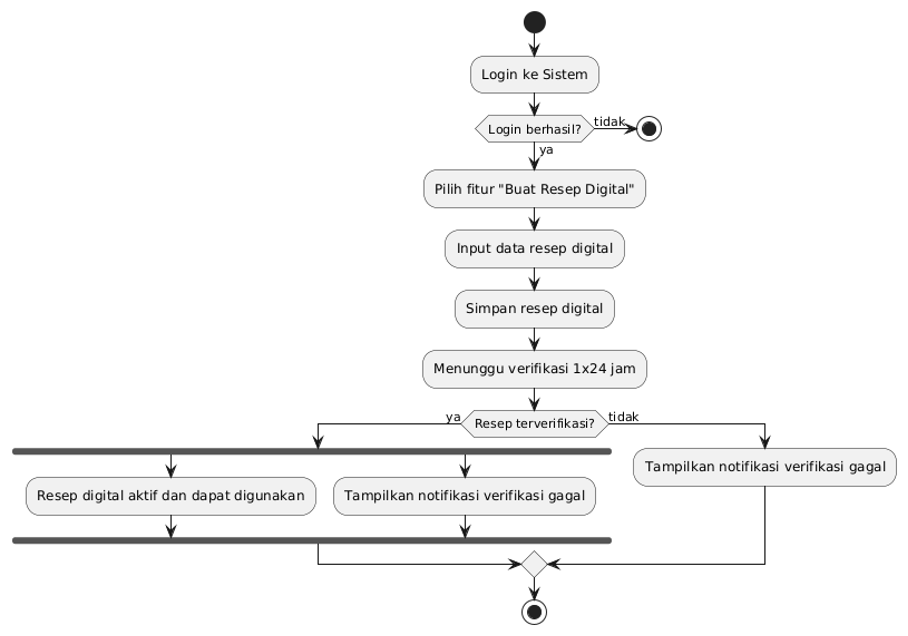 Login ke Sistem
Login berhasil?
tidak
ya
Pilih fitur "Buat Resep Digital"
Input data resep digital
Simpan resep digital
Menunggu verifikasi 1x24 jam
ya
Resep terverifikasi?
tidak
Resep digital aktif dan dapat digunakan
Tampilkan notifikasi verifikasi gagal
Tampilkan notifikasi verifikasi gagal